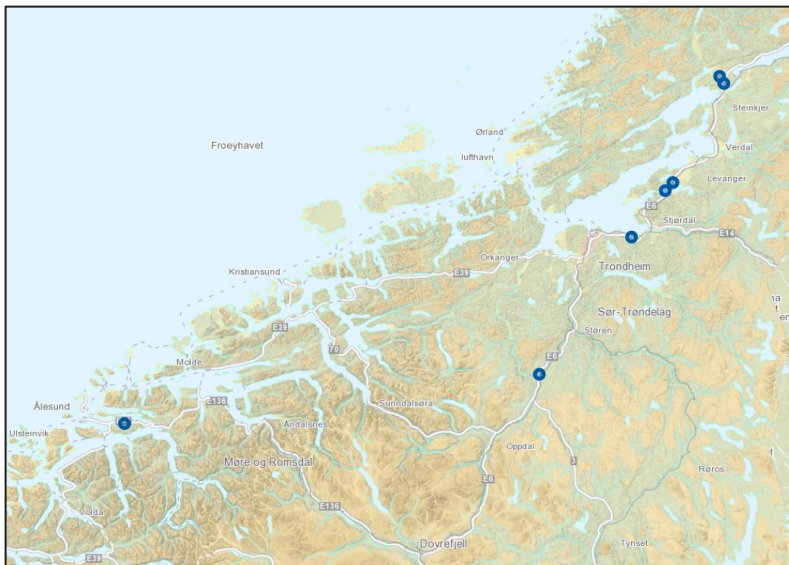 Steinkjer
Ørland
lufthavn
Froeyhavet
Verdal
Levanger
E6
Stjørdal
E14
Orkanger
Trondheim
Kristiansund
E39
Sør-Trøndelag
E39
Støren
70
Molde
E6
Ålesund
E136
Sunndalsøra
Ulsteinvik
Åndalsnes
Oppdal
Møre og Romsdal
3
Røros
E6
E136
Volda
Dovrefjell
Tynset
E39